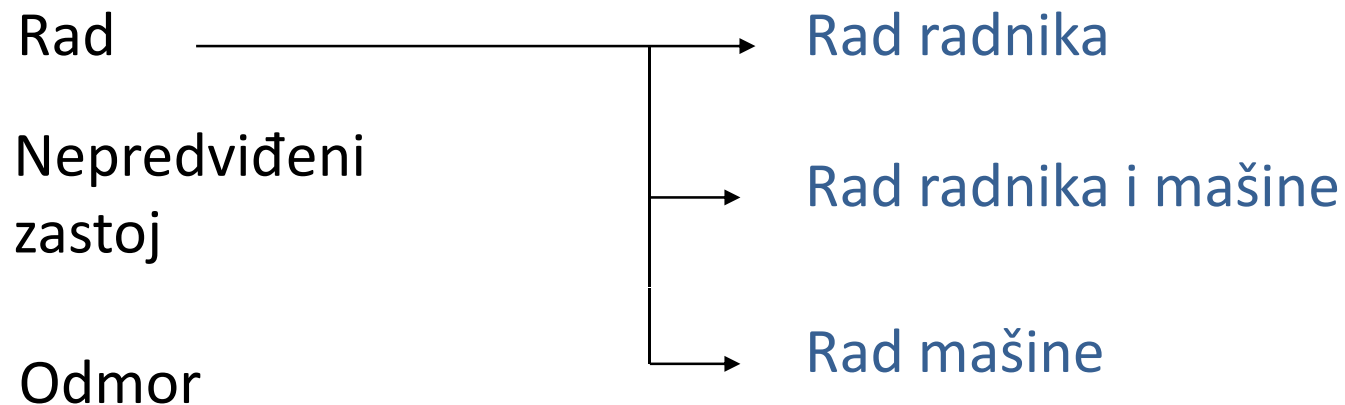 Rad
Rad radnika
Nepredviđeni
zastoj
Rad radnika i mašine
Odmor
Rad mašine